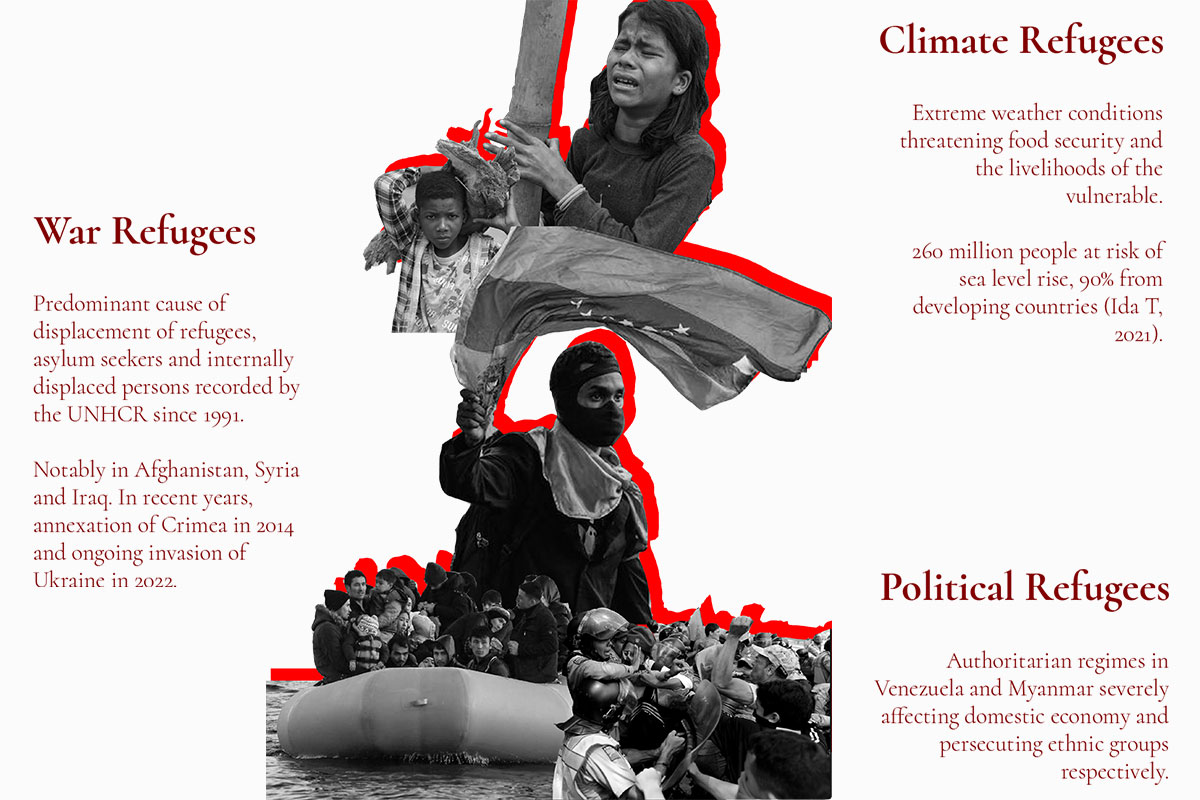 War Refugees
Predominant cause of
displacement of refugees,
asylum seekers and internally
displaced persons recorded by
the UNHCR since 1991.
Notably in Afghanistan, Syria
and Iraq. In recent years,
annexation of Crimea in 2014
and ongoing invasion of
Ukraine in 2022.
Climate Refugees
Extreme weather conditions
threatening food security and
the livelihoods of the
vulnerable.
260 million people at risk of
sea level rise, 90% from
developing countries (Ida T,
2021).
Political Refugees
Authoritarian regimes in
Venezuela and Myanmar severely
affecting domestic economy and
persecuting ethnic groups
respectively.